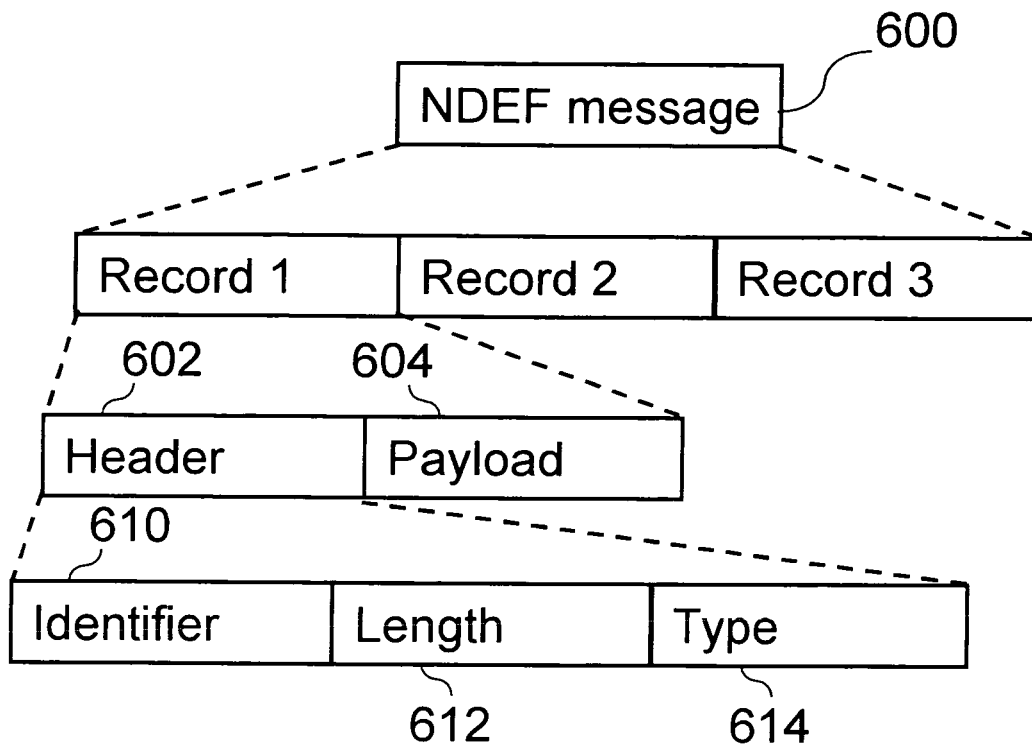 600
NDEF message
Record 1 Record 2 Record 3
602 604
Header Payload
610
Identifier Length Type
612 614